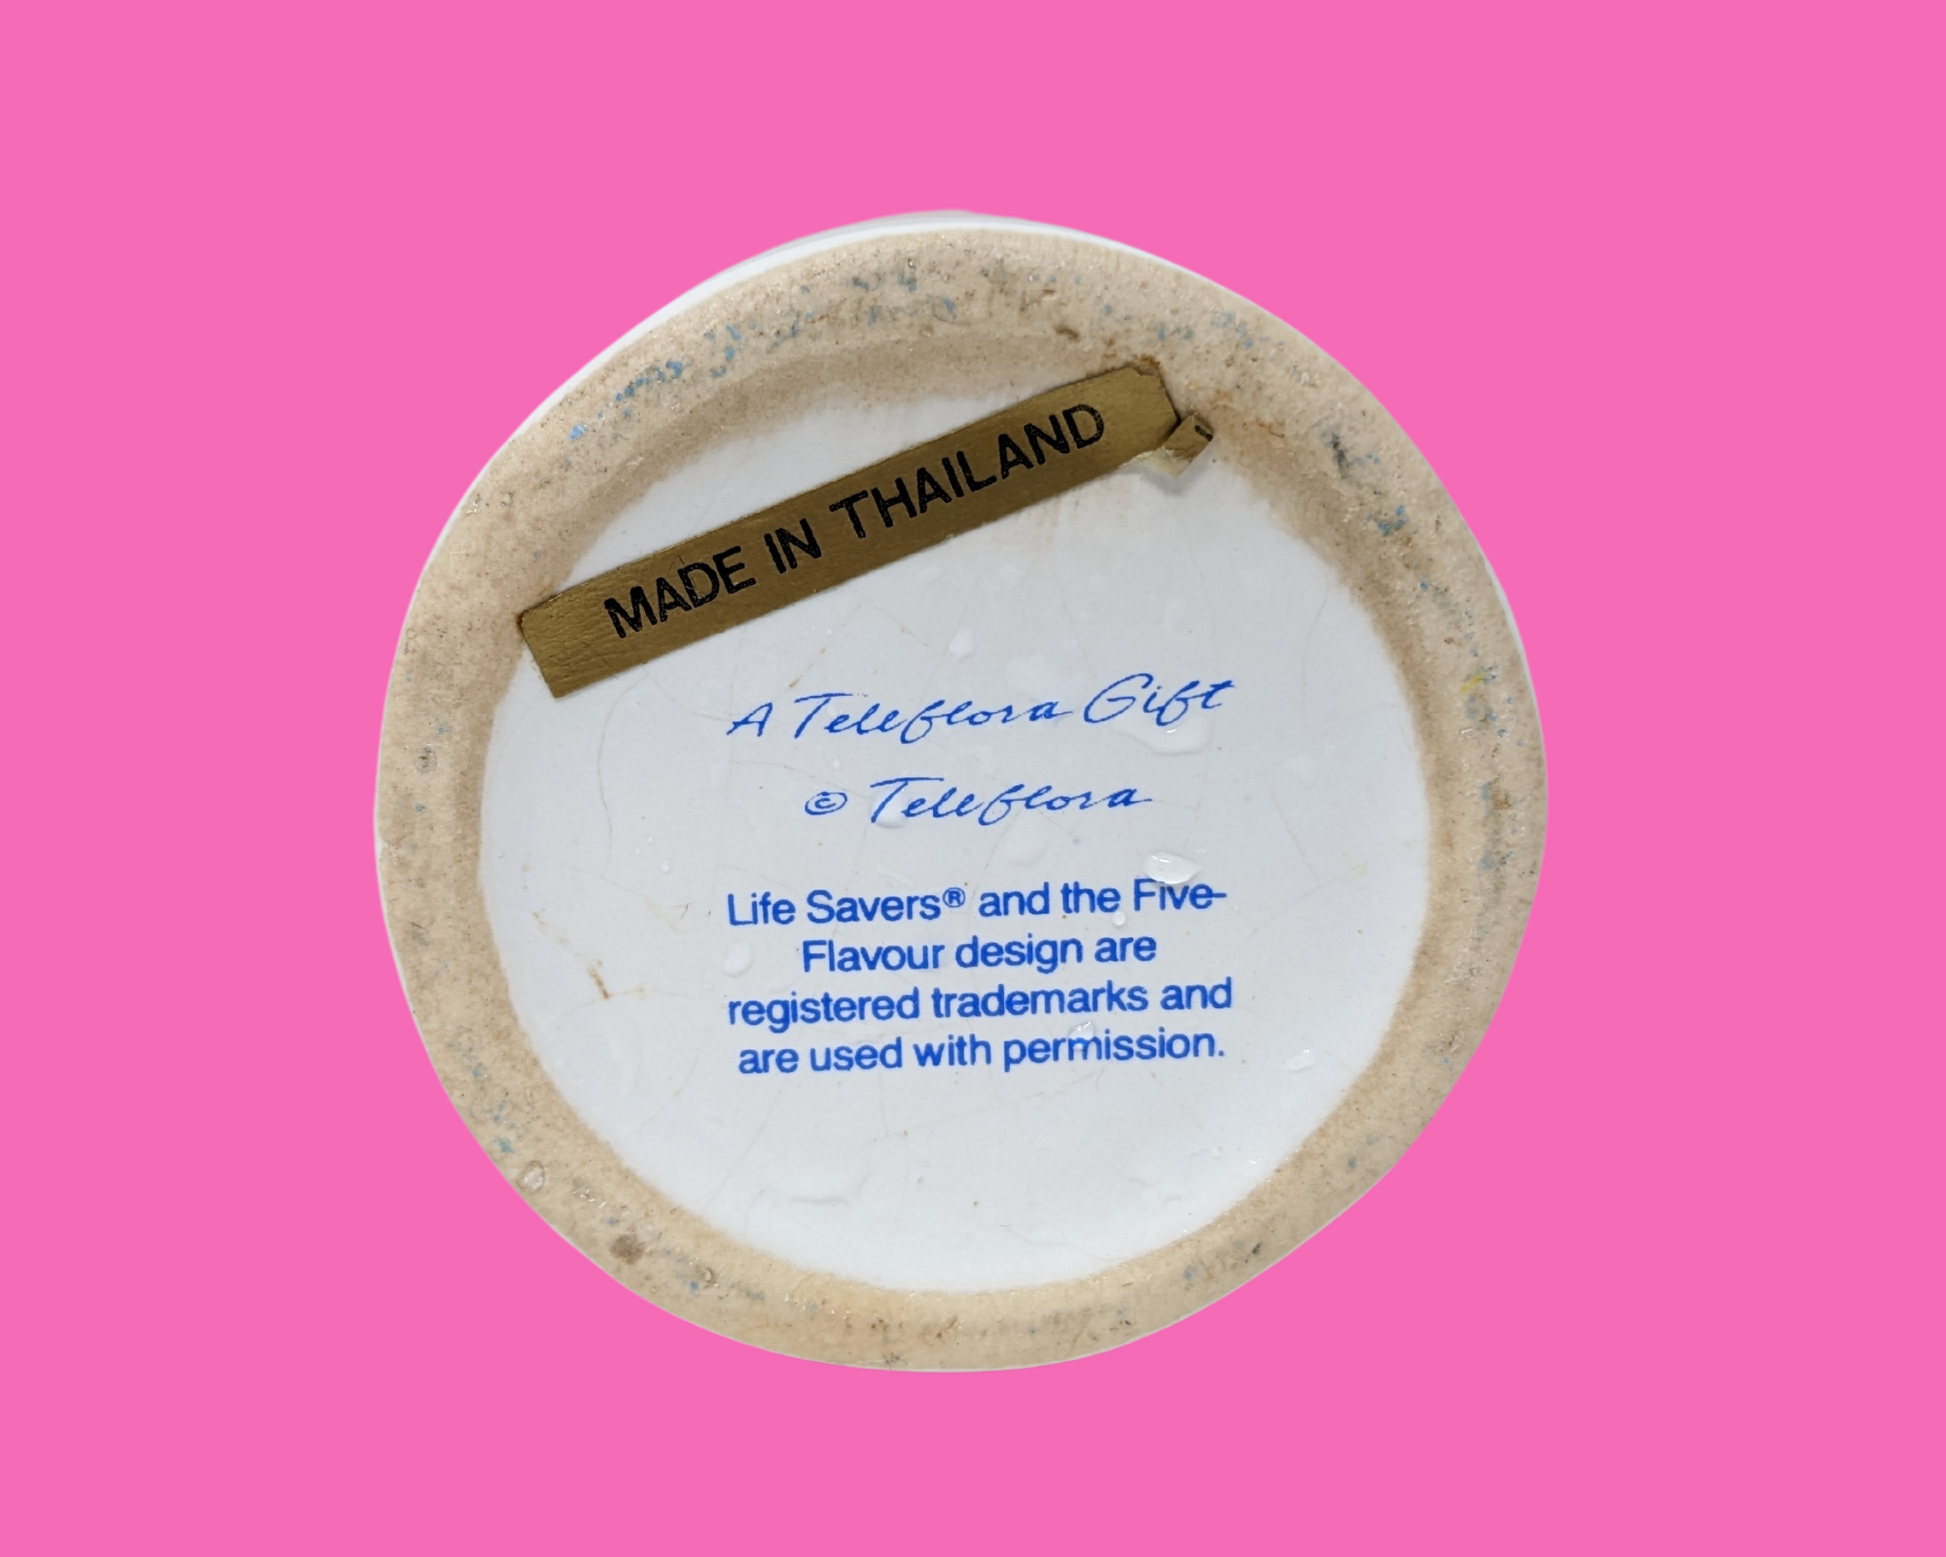 MADE IN THAILAND
A Teleflora Gift
© Teleflora
Life Savers® and the Five-
Flavour design are
registered trademarks and
are used with permission.